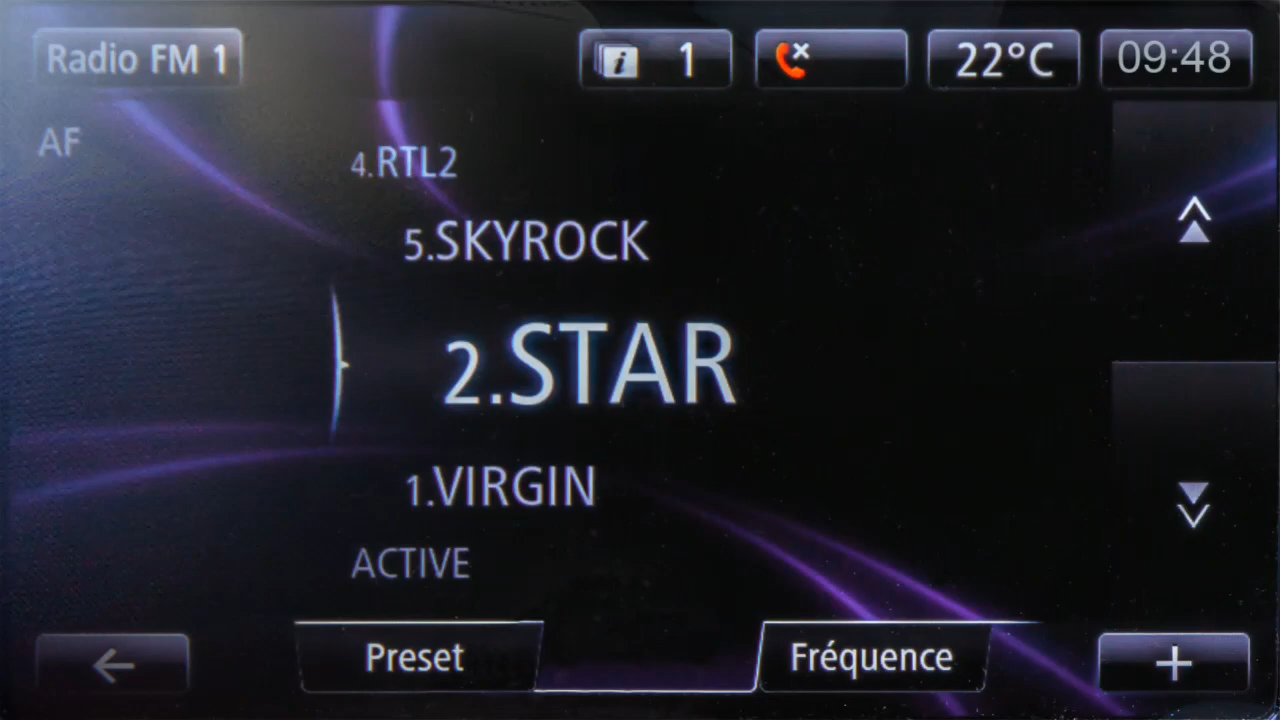 Radio FM 1
i 1
22°C
09:48
AF
4.RTL2
5.SKYROCK
2.STAR
1.VIRGIN
ACTIVE
Preset
Fréquence